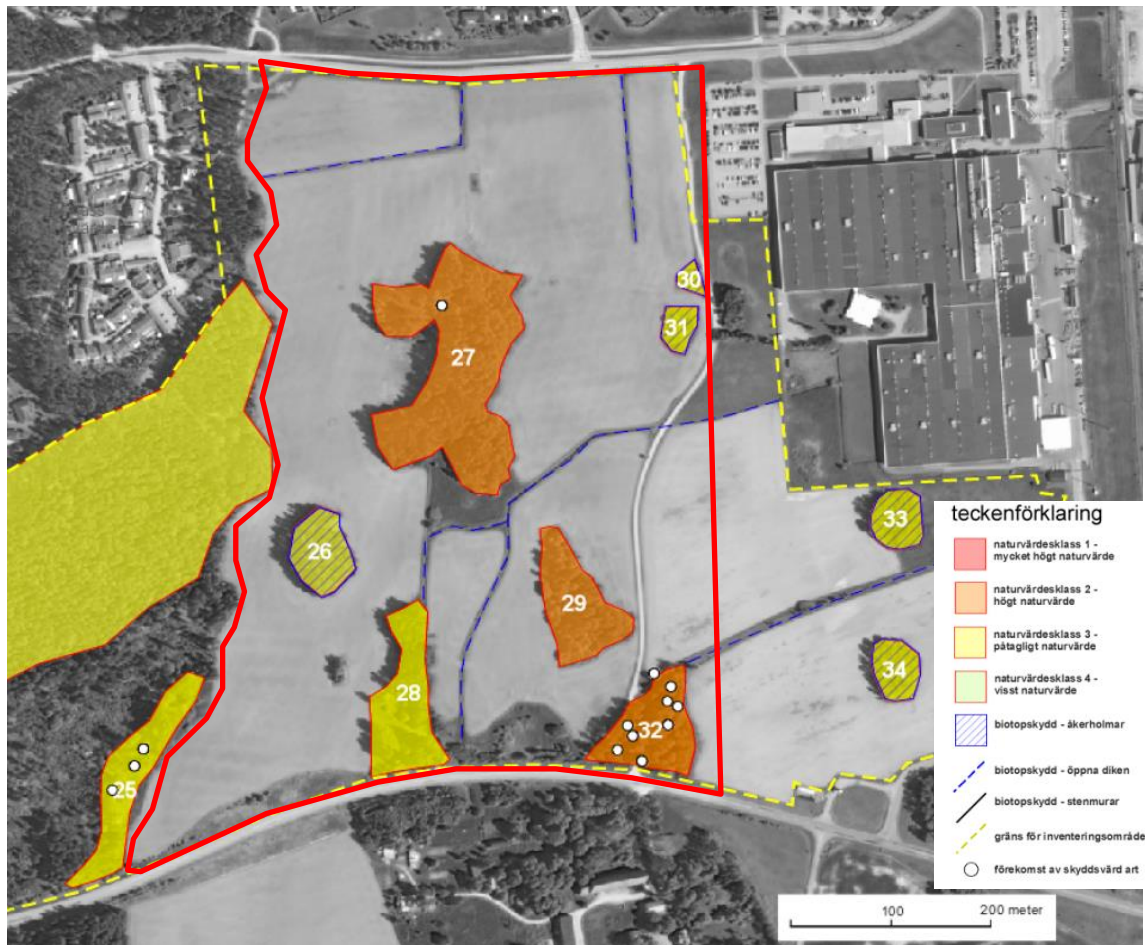 30
31
27
26
29
33
28
34
32
25
teckenförklaring
naturvärdesklass 1 -
mycket högt naturvärde
naturvärdesklass 2 -
högt naturvärde
naturvärdesklass 3 -
påtagligt naturvärde
naturvärdesklass 4 -
visst naturvärde
biotopskydd - åkerholmar
biotopskydd - öppna diken
biotopskydd - stenmurar
gräns för inventeringsområde
förekomst av skyddsvärd art
100
200 meter